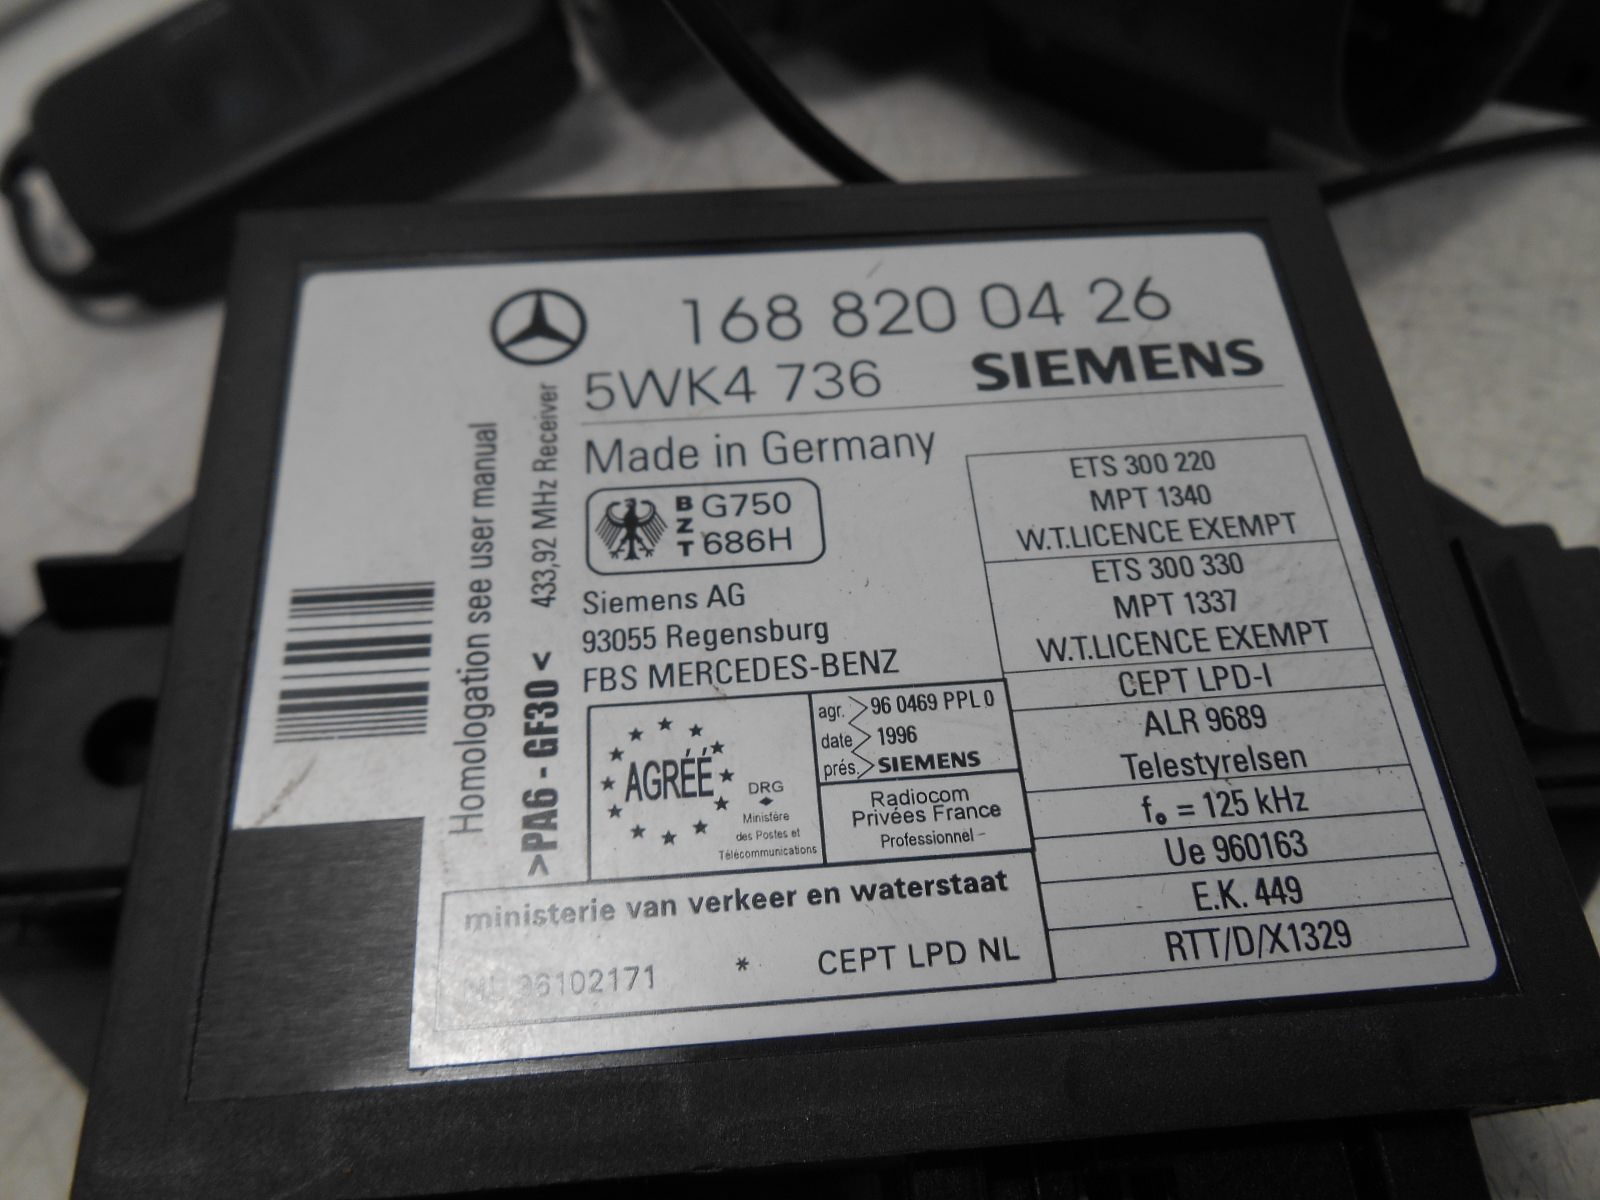 168 820 04 26
5WK4 736
SIEMENS
Made in Germany
BZT
G750
686H
Siemens AG
93055 Regensburg
FBS MERCEDES-BENZ
Homologation see user manual
>PA6 - GF30<
433,92 MHz Receiver
AGRÉÉ
DRG
Ministère
des Postes et
Télécommunications
agr. > 96 0469 PPL 0
date > 1996
prés. > SIEMENS
Radiocom
Privées France
Professionnel
ministerie van verkeer en waterstaat
NL 96102171 * CEPT LPD NL
ETS 300 220
MPT 1340
W.T.LICENCE EXEMPT
ETS 300 330
MPT 1337
W.T.LICENCE EXEMPT
CEPT LPD-I
ALR 9689
Telestyrelsen
fo = 125 kHz
Ue 960163
E.K. 449
RTT/D/X1329